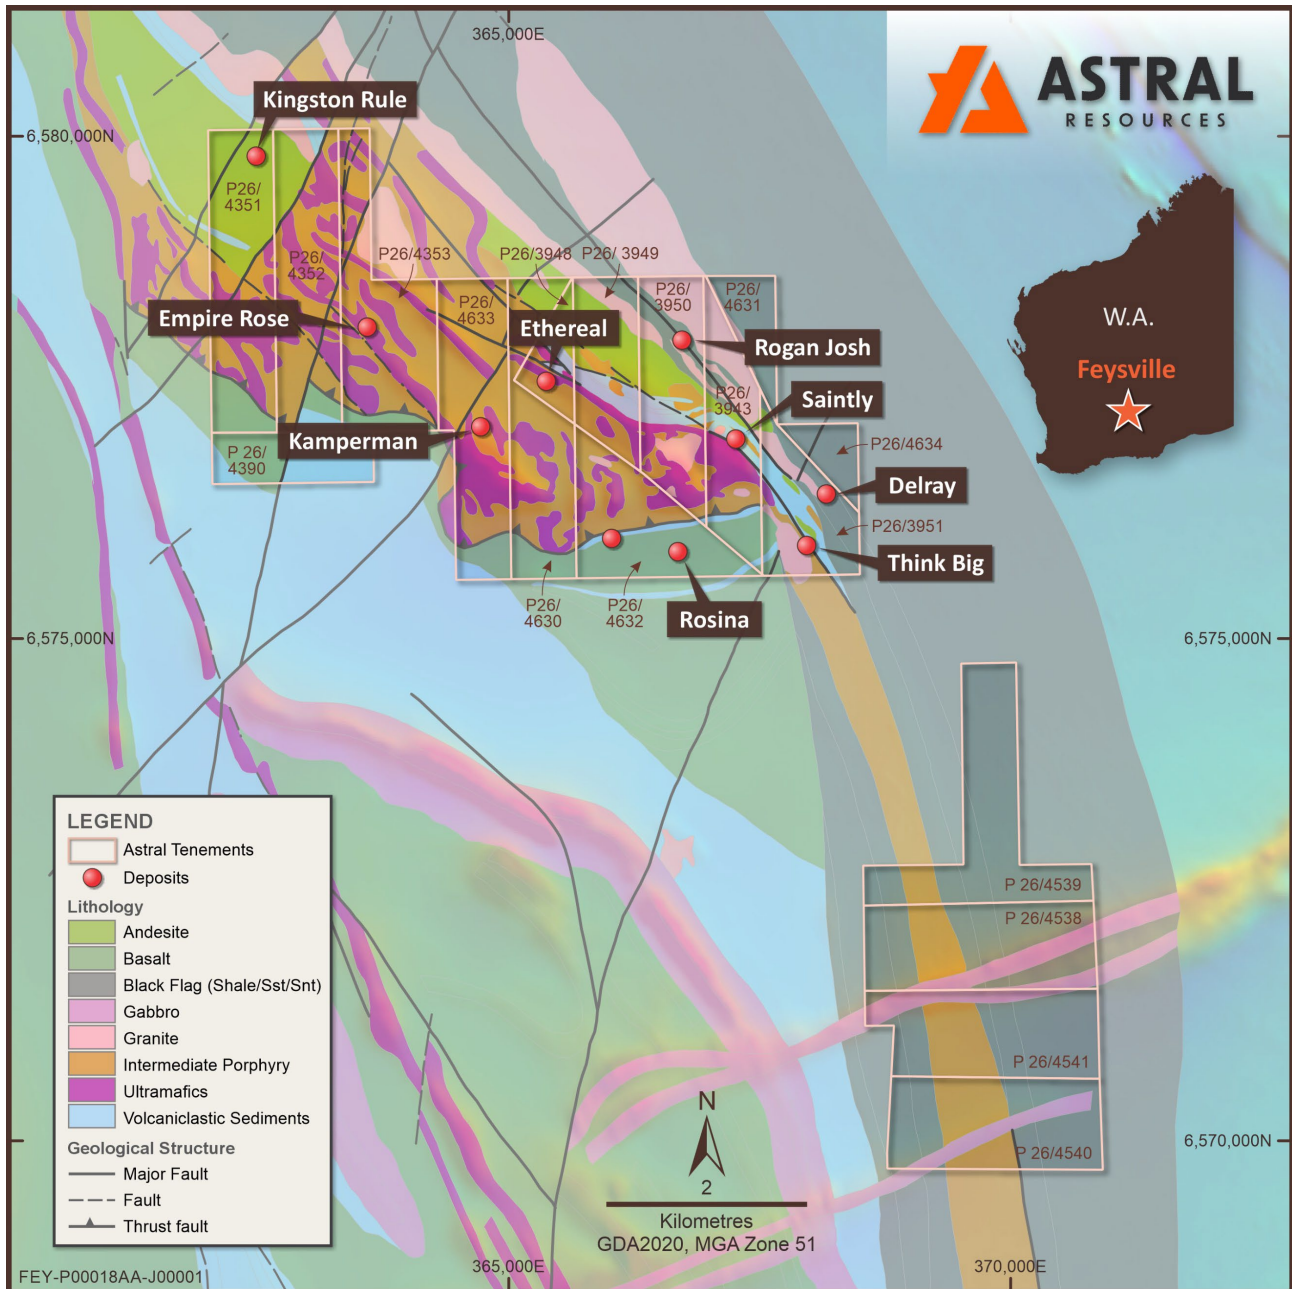 365,000E
ASTRAL
RESOURCES
Kingston Rule
6,580,000N
P26/
4351
W.A.
Feysville
P26/
4352
P26/4353
P26/3948
P26/ 3949
P26/
4633
P26/
3950
P26/
4631
Empire Rose
Ethereal
Rogan Josh
P26/
3943
Saintly
Kamperman
P 26/
4390
P26/4634
Delray
P26/3951
Think Big
P26/
4630
P26/
4632
Rosina
6,575,000N
6,575,000N
P 26/4539
P 26/4538
P 26/4541
P 26/4540
LEGEND
Astral Tenements
Deposits
Lithology
Andesite
Basalt
Black Flag (Shale/Sst/Snt)
Gabbro
Granite
Intermediate Porphyry
Ultramafics
Volcaniclastic Sediments
Geological Structure
Major Fault
Fault
Thrust fault
N
2
Kilometres
GDA2020, MGA Zone 51
6,570,000N
FEY-P00018AA-J00001
365,000E
370,000E